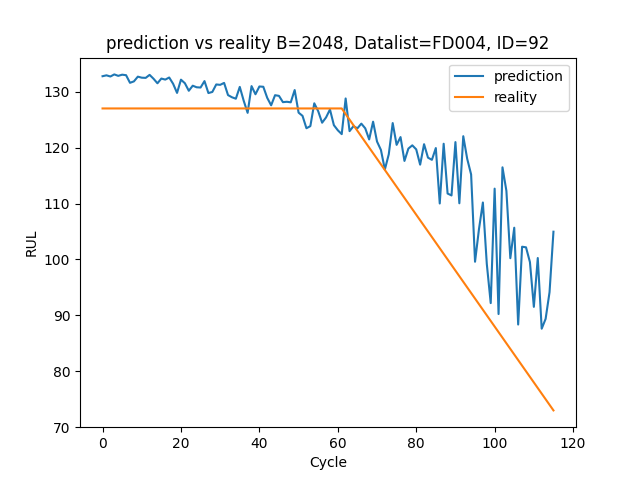 prediction vs reality B=2048, Datalist=FD004, ID=92
prediction
reality
130
120
110
100
90
80
70
RUL
0 20 40 60 80 100 120
Cycle